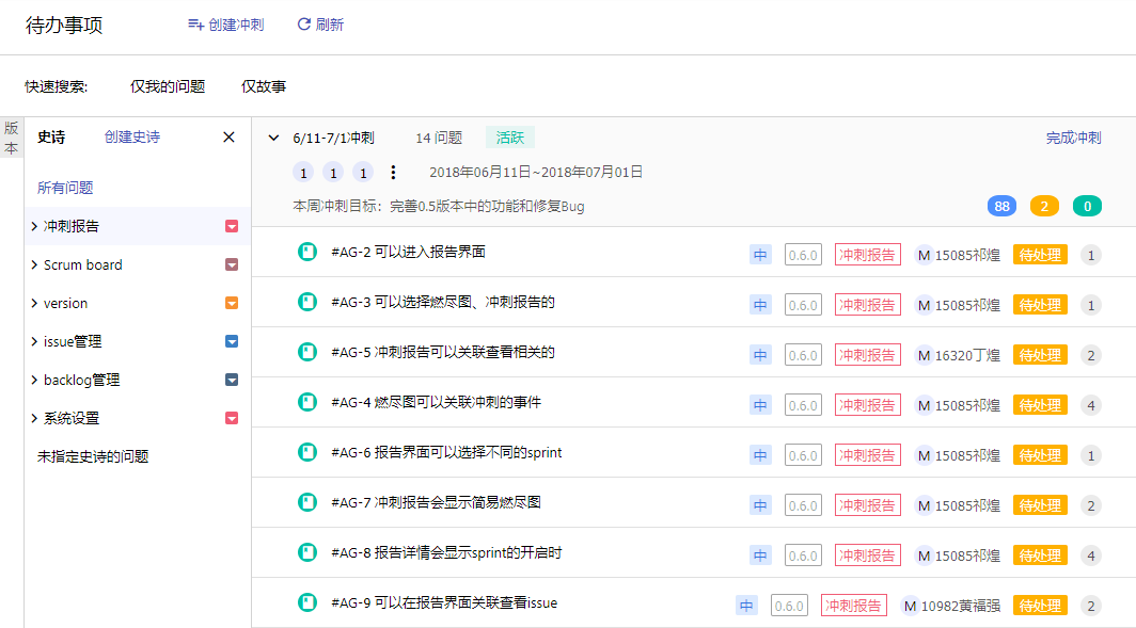 待办事项 创建冲刺 刷新
快速搜索: 仅我的问题 仅故事
版本
史诗 创建史诗
所有问题
冲刺报告
Scrum board
version
issue管理
backlog管理
系统设置
未指定史诗的问题
6/11-7/1冲刺 14 问题 活跃 完成冲刺
1 1 1 2018年06月11日~2018年07月01日
本周冲刺目标: 完善0.5版本中的功能和修复Bug 88 2 0
#AG-2 可以进入报告界面 中 0.6.0 冲刺报告 M 15085祁煌 待处理 1
#AG-3 可以选择燃尽图、冲刺报告的 中 0.6.0 冲刺报告 M 15085祁煌 待处理 1
#AG-5 冲刺报告可以关联查看相关的 中 0.6.0 冲刺报告 M 16320丁煌 待处理 2
#AG-4 燃尽图可以关联冲刺的事件 中 0.6.0 冲刺报告 M 15085祁煌 待处理 4
#AG-6 报告界面可以选择不同的sprint 中 0.6.0 冲刺报告 M 15085祁煌 待处理 1
#AG-7 冲刺报告会显示简易燃尽图 中 0.6.0 冲刺报告 M 15085祁煌 待处理 2
#AG-8 报告详情会显示sprint的开启时 中 0.6.0 冲刺报告 M 15085祁煌 待处理 4
#AG-9 可以在报告界面关联查看issue 中 0.6.0 冲刺报告 M 10982黄福强 待处理 2